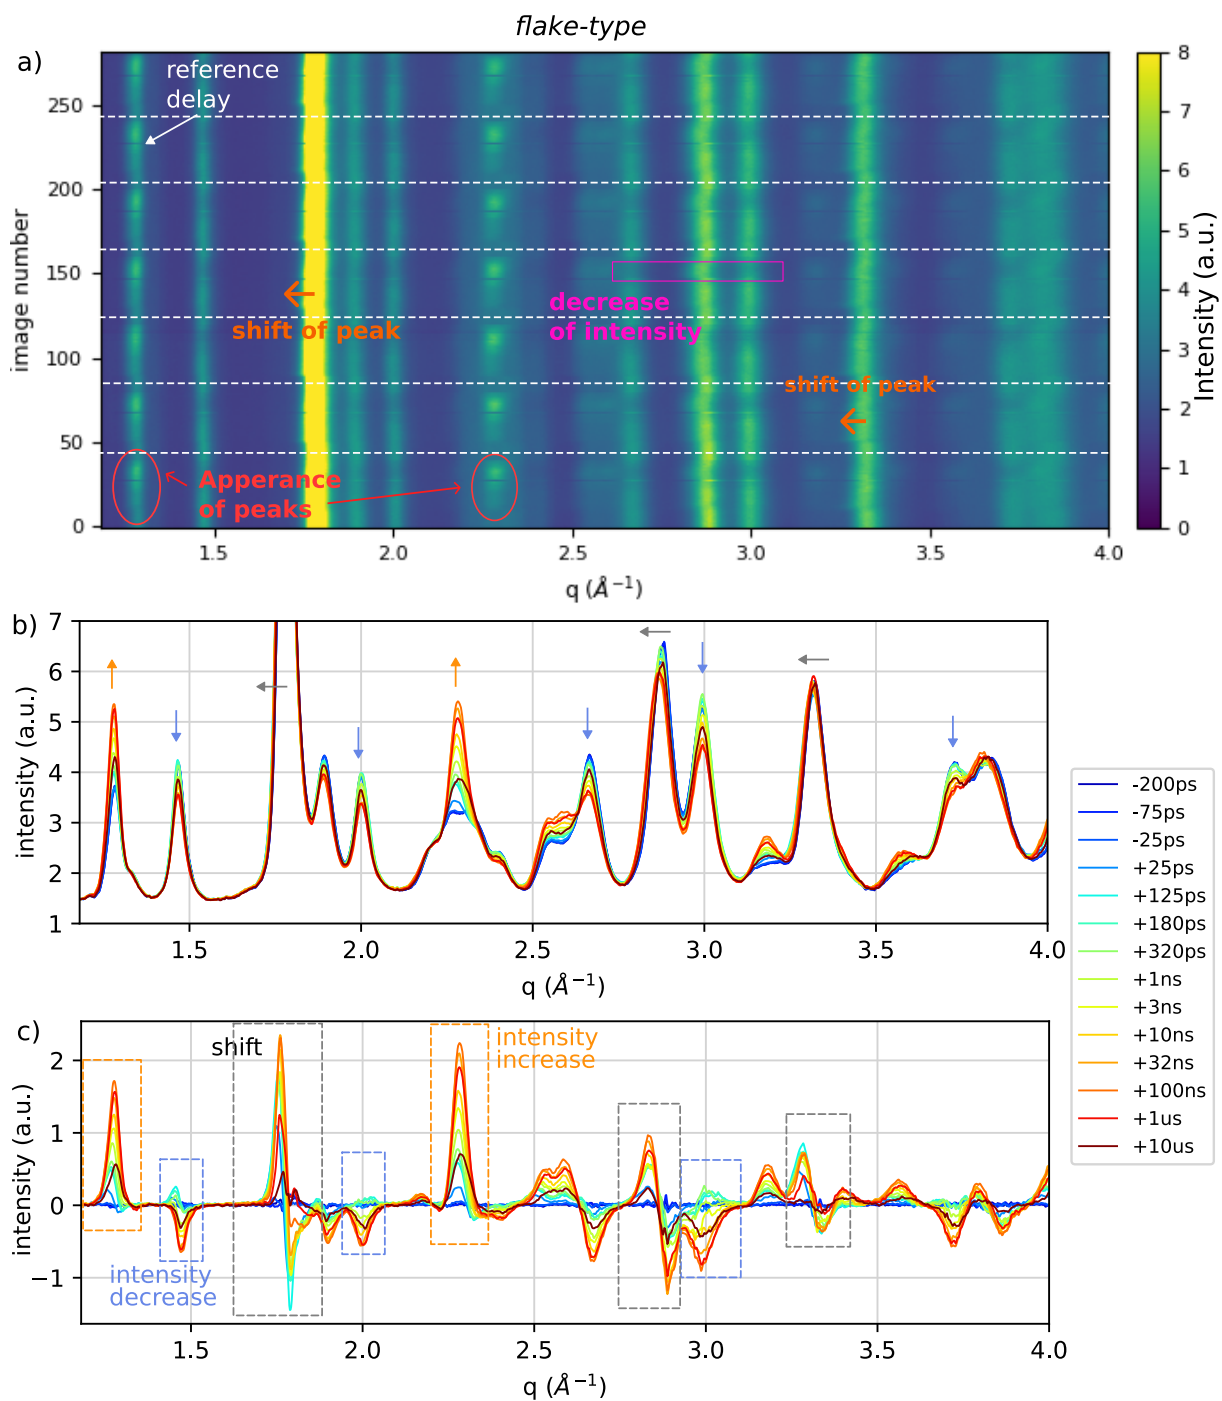 flake-type
a)
reference
delay
shift of peak
decrease
of intensity
shift of peak
Apperance
of peaks
250
200
150
100
50
0
image number
1.5
2.0
2.5
3.0
3.5
4.0
q (Å⁻¹)
8
7
6
5
4
3
2
1
0
Intensity (a.u.)
b)
7
6
5
4
3
2
1
intensity (a.u.)
1.5
2.0
2.5
3.0
3.5
4.0
q (Å⁻¹)
-200ps
-75ps
-25ps
+25ps
+125ps
+180ps
+320ps
+1ns
+3ns
+10ns
+32ns
+100ns
+1us
+10us
c)
shift
intensity
increase
intensity
decrease
2
1
0
−1
intensity (a.u.)
1.5
2.0
2.5
3.0
3.5
4.0
q (Å⁻¹)